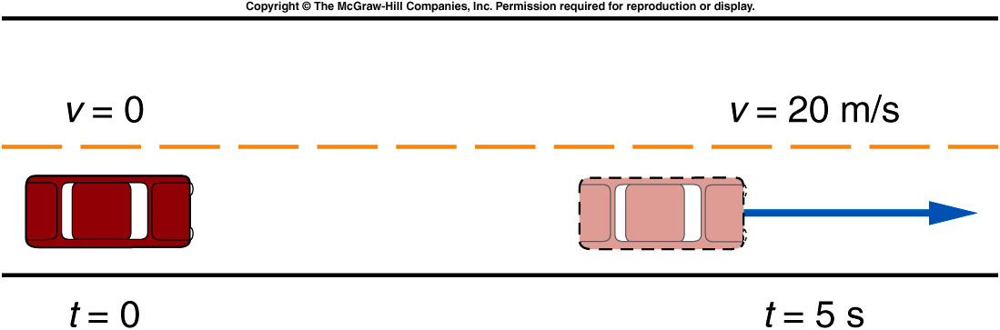 Copyright © The McGraw-Hill Companies, Inc. Permission required for reproduction or display.
v = 0
v = 20 m/s
t = 0
t = 5 s